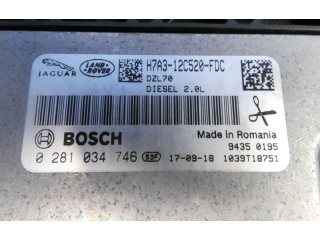 JAGUAR
LAND-ROVER
H7A3-12C520-FDC
DZL70
DIESEL 2.0L
BOSCH
Made in Romania
9435 0195
0 281 034 746 17-09-18 1039T18751